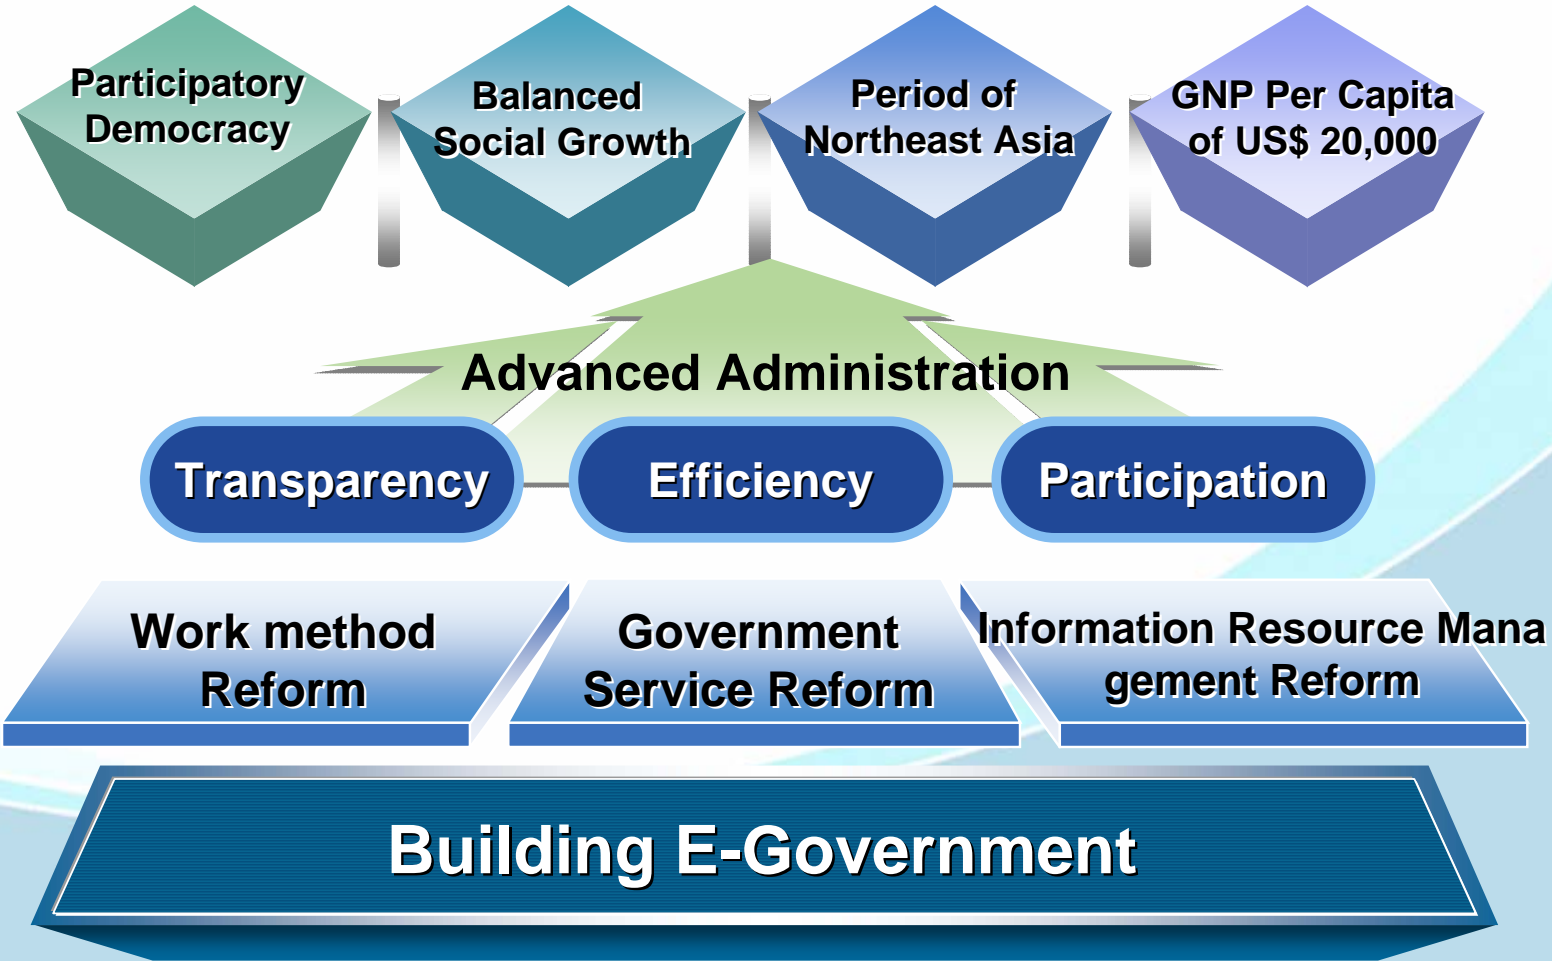 Participatory
Democracy
Balanced
Social Growth
Period of
Northeast Asia
GNP Per Capita
of US$ 20,000
Advanced Administration
Transparency
Efficiency
Participation
Work method
Reform
Government
Service Reform
Information Resource Mana
gement Reform
Building E-Government